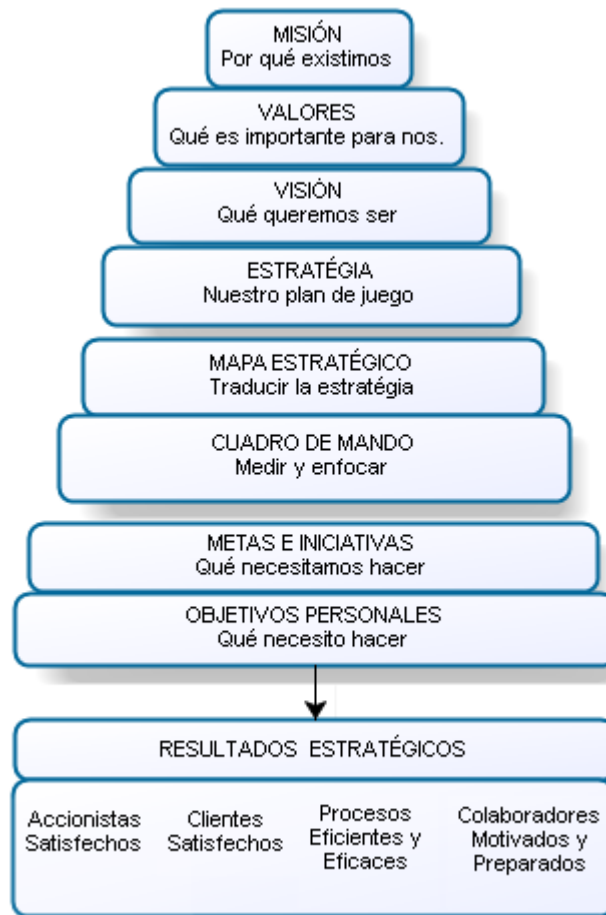 MISIÓN
Por qué existimos
VALORES
Qué es importante para nos.
VISIÓN
Qué queremos ser
ESTRATÉGIA
Nuestro plan de juego
MAPA ESTRATÉGICO
Traducir la estratégia
CUADRO DE MANDO
Medir y enfocar
METAS E INICIATIVAS
Qué necesitamos hacer
OBJETIVOS PERSONALES
Qué necesito hacer
RESULTADOS ESTRATÉGICOS
Accionistas
Satisfechos
Clientes
Satisfechos
Procesos
Eficientes y
Eficaces
Colaboradores
Motivados y
Preparados